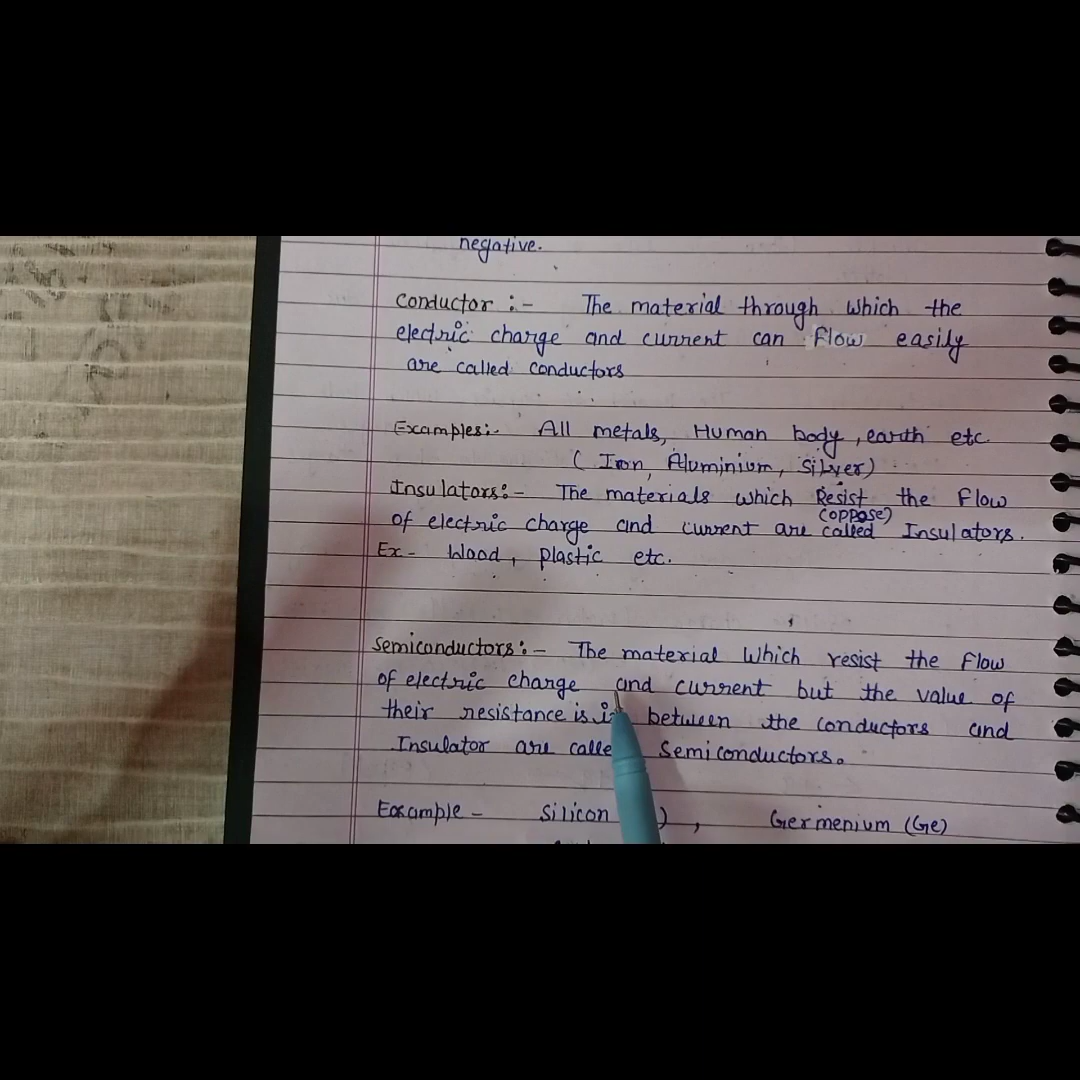 negative.
Conductor :- The material through which the
electric charge and current can flow easily
are called conductors
Examples:- All metals, Human body, earth etc
( Iron, Aluminium, Silver)
Insulators:- The materials which Resist the flow
(oppose)
of electric charge and current are called Insulators.
Ex- Wood, plastic etc.
Semiconductors:- The material which resist the flow
of electric charge and current but the value of
their resistance is between the conductors and
Insulator are Semiconductors.
Example - Silicon ) , Germenium (Ge)